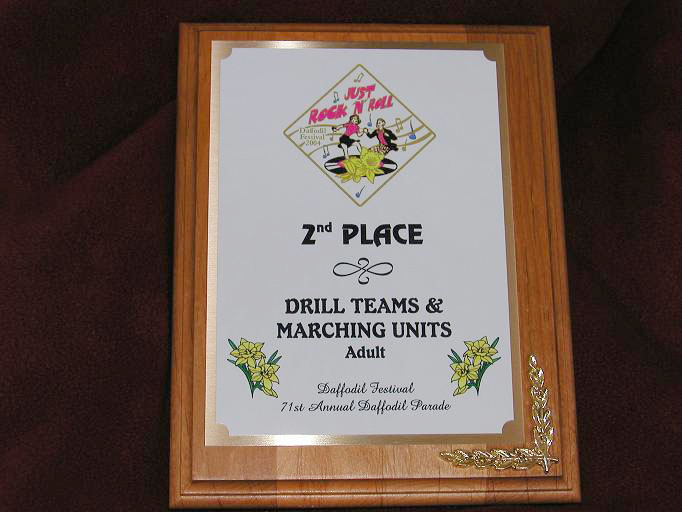 JUST
ROCK 'N' ROLL
Daffodil
Festival
2004
2nd PLACE
DRILL TEAMS &
MARCHING UNITS
Adult
Daffodil Festival
71st Annual Daffodil Parade